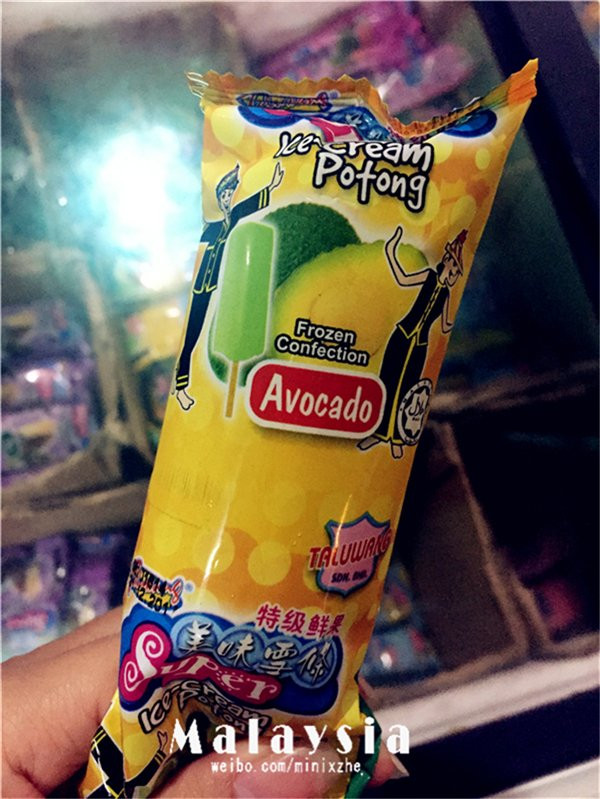 Ice-Cream
Potong
Frozen
Confection
Avocado
TALUWANG
SDN. BHD.
特级鲜果
美味雪條
Super
Ice-Cream
Potong
Malaysia
weibo.com/minixzhe